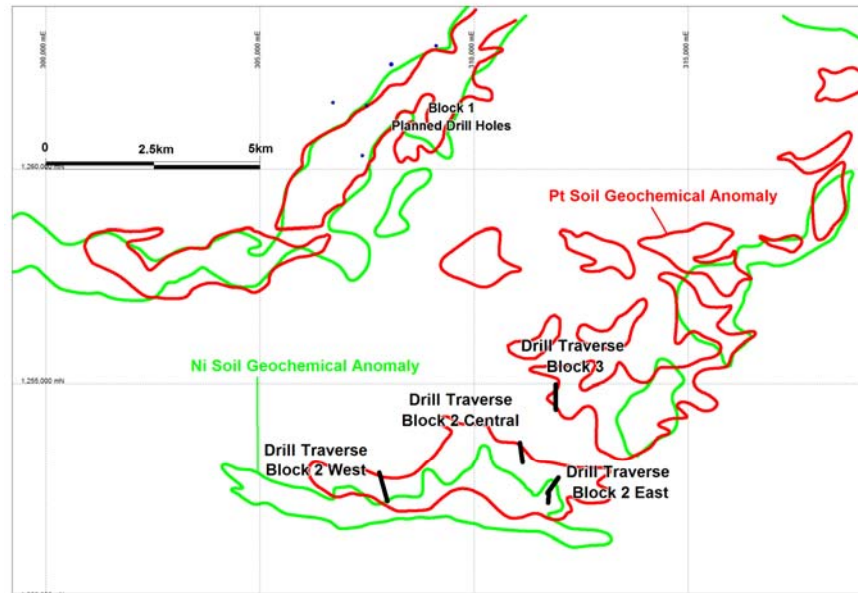 300,000 mE
305,000 mE
310,000 mE
315,000 mE
Block 1
Planned Drill Holes
0
2.5km
5km
1,260,000 mN
Pt Soil Geochemical Anomaly
Drill Traverse
Block 3
Ni Soil Geochemical Anomaly
1,255,000 mN
Drill Traverse
Block 2 Central
Drill Traverse
Block 2 West
Drill Traverse
Block 2 East